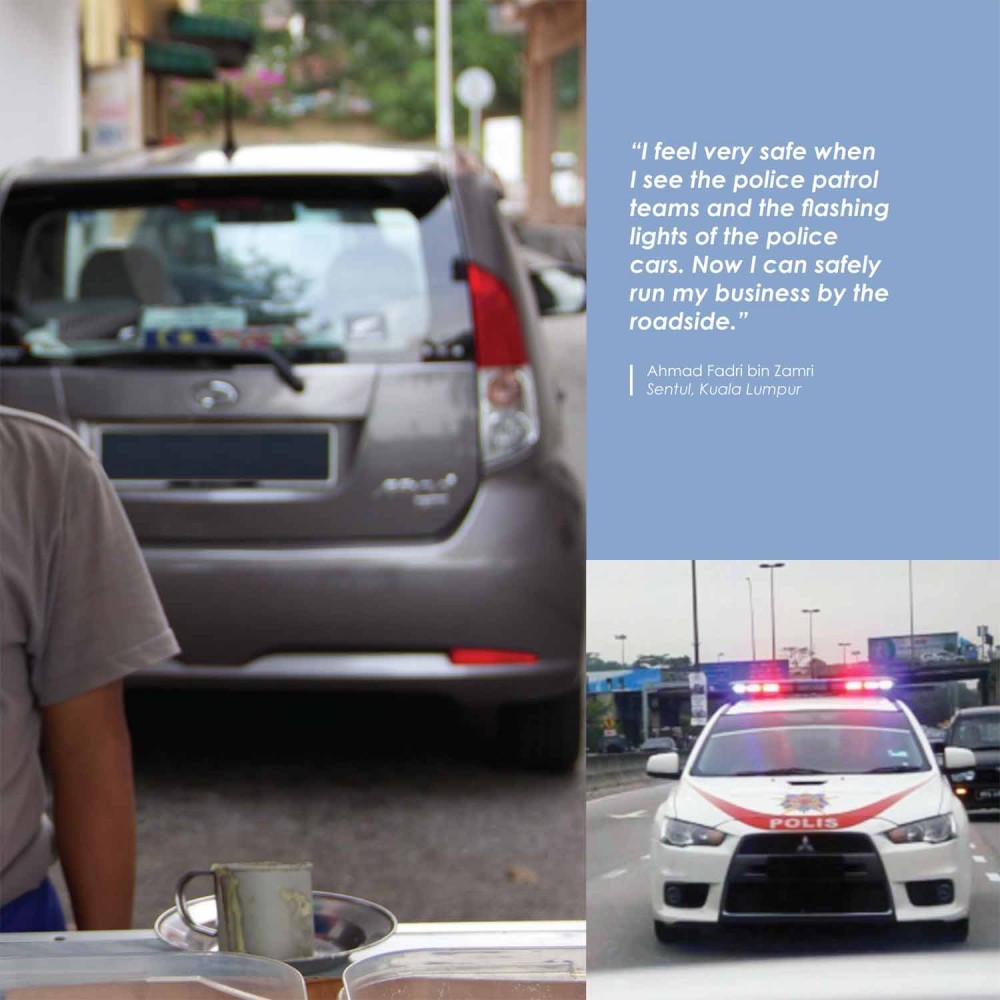 “I feel very safe when
I see the police patrol
teams and the flashing
lights of the police
cars. Now I can safely
run my business by the
roadside.”
Ahmad Fadri bin Zamri
Sentul, Kuala Lumpur
POLIS